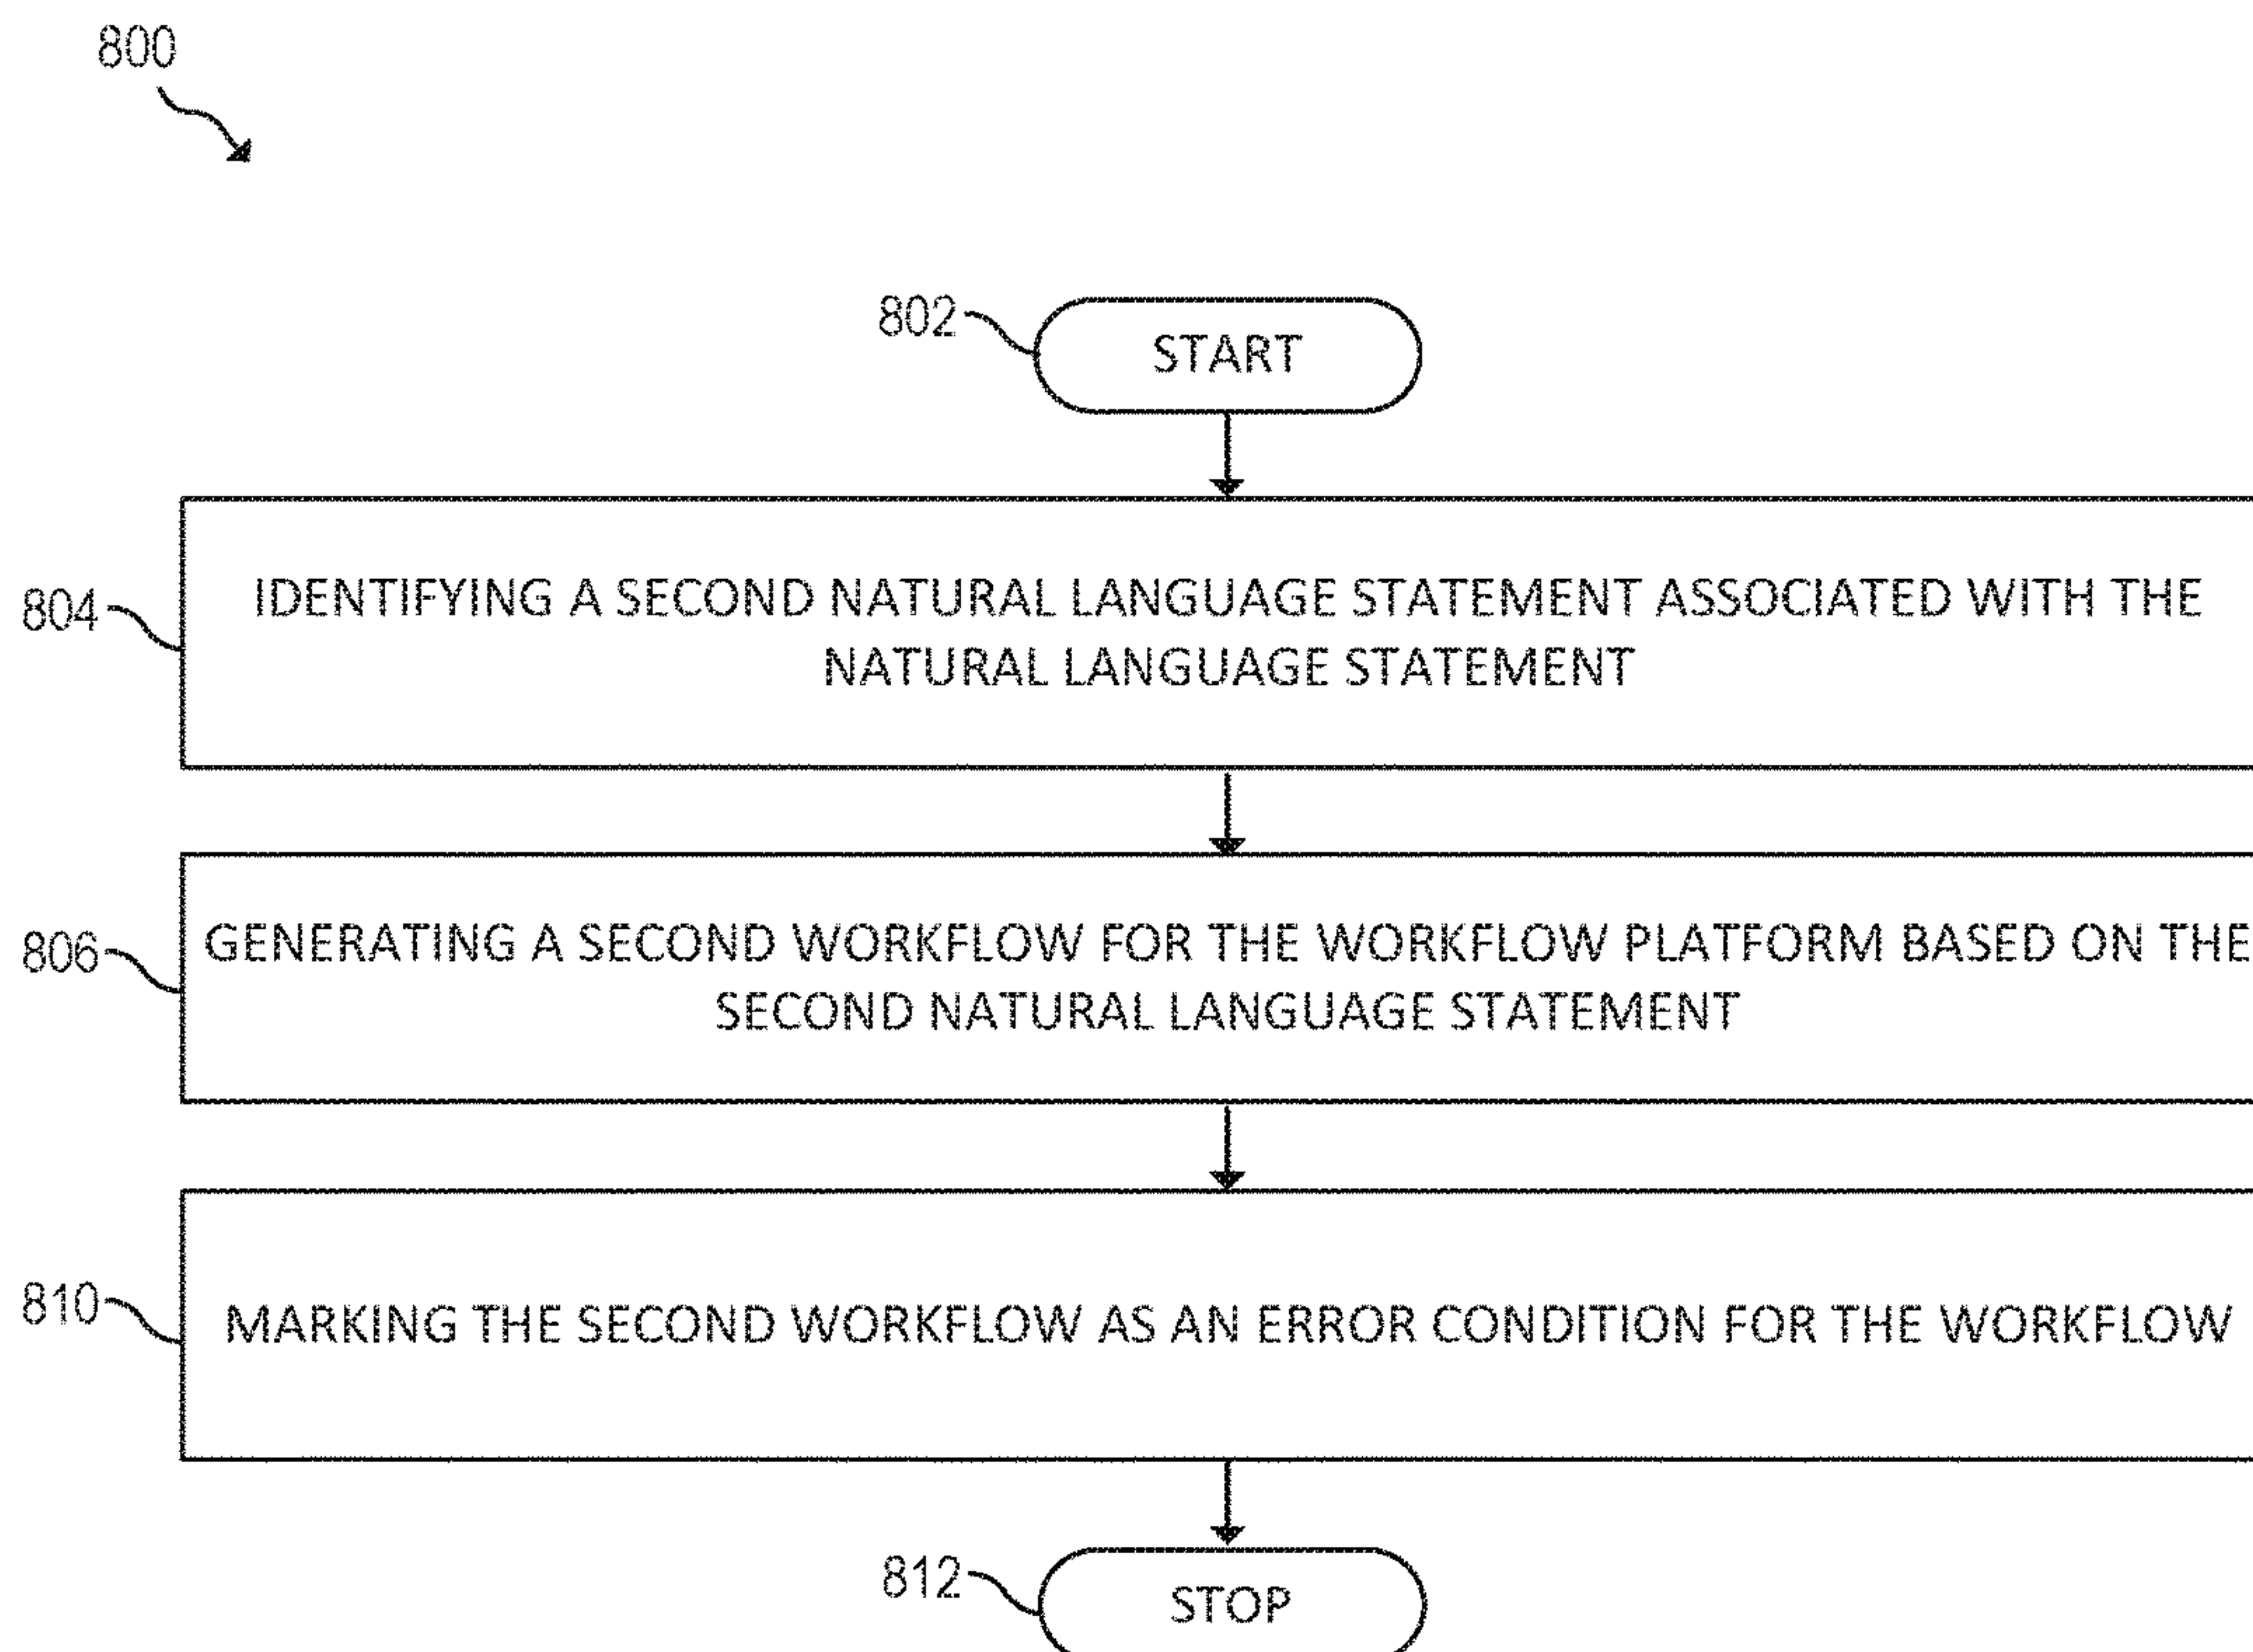 800
802
START
804
IDENTIFYING A SECOND NATURAL LANGUAGE STATEMENT ASSOCIATED WITH THE
NATURAL LANGUAGE STATEMENT
806
GENERATING A SECOND WORKFLOW FOR THE WORKFLOW PLATFORM BASED ON THE
SECOND NATURAL LANGUAGE STATEMENT
810
MARKING THE SECOND WORKFLOW AS AN ERROR CONDITION FOR THE WORKFLOW
812
STOP